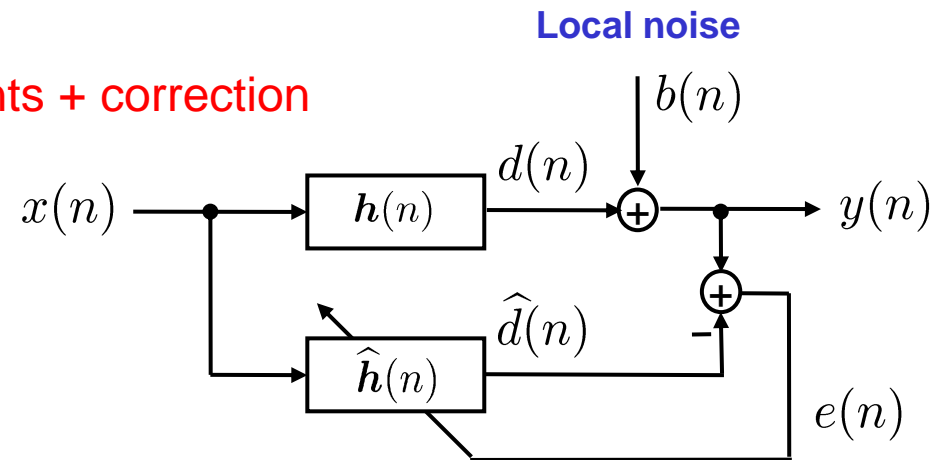 Local noise
nts + correction
b(n)
d(n)
x(n)
h(n)
+
y(n)
+
d̂(n)
–
ĥ(n)
e(n)